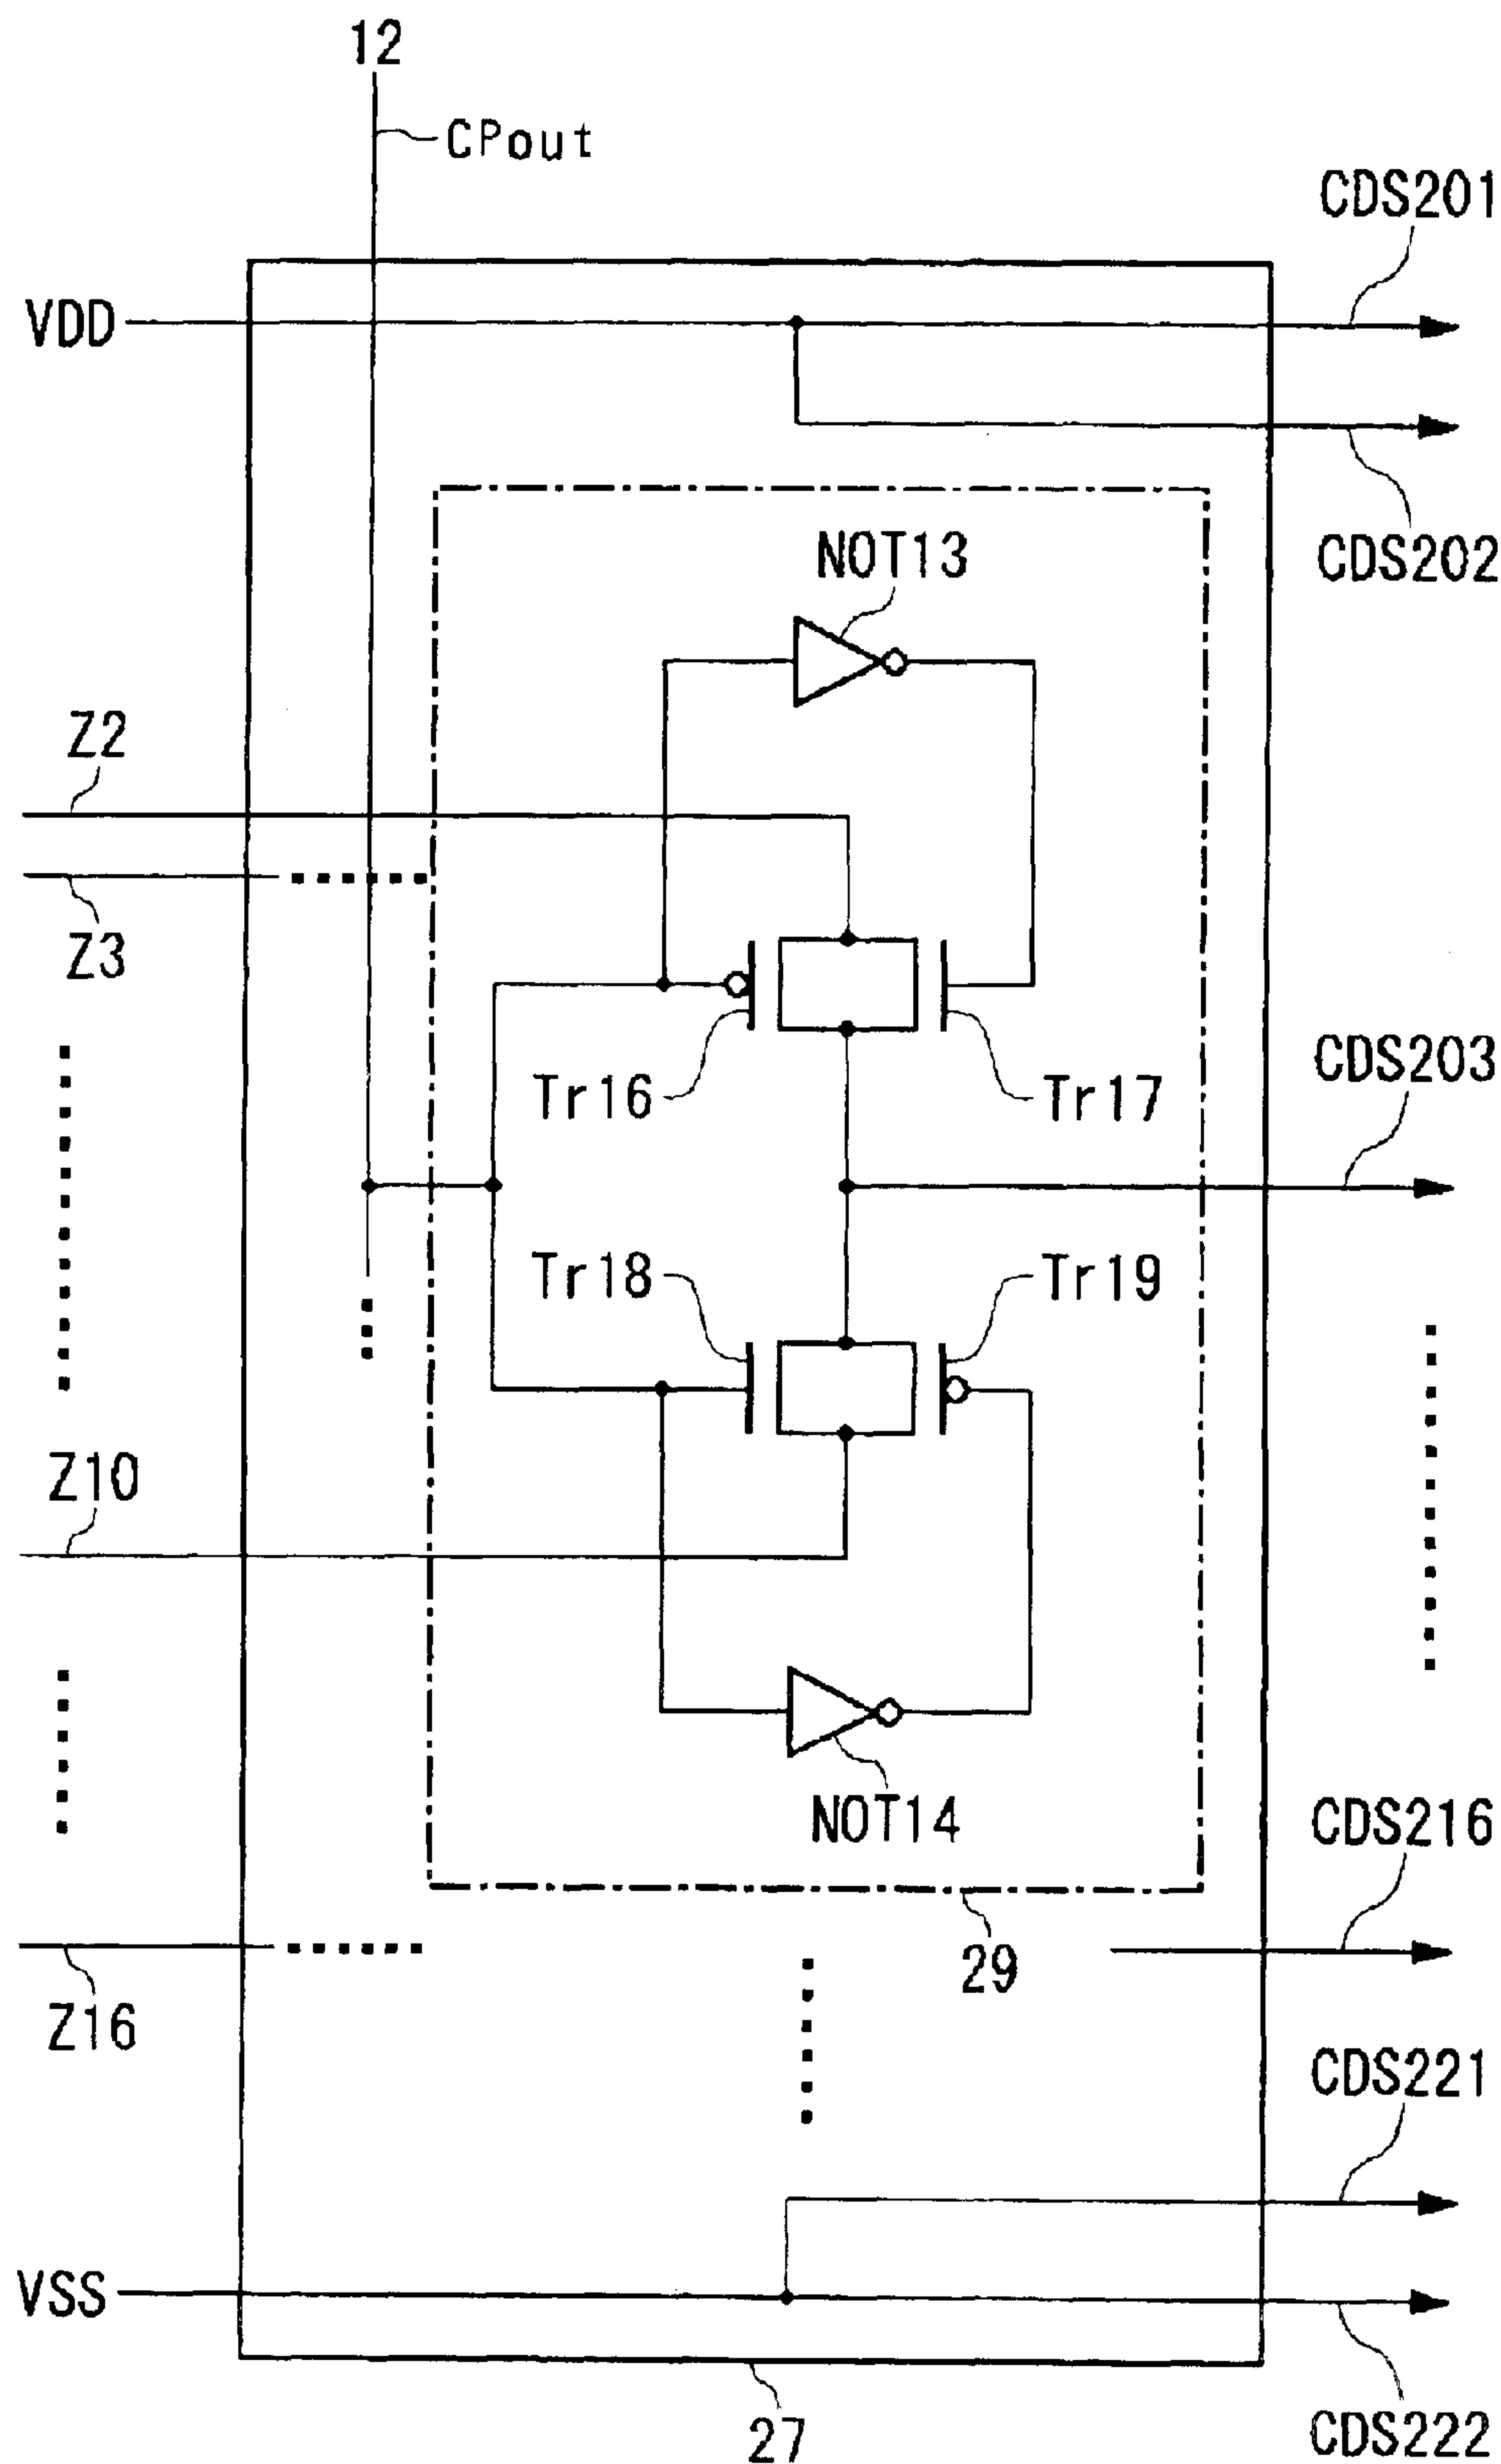 12
CPout
CDS201
VDD
CDS202
NOT13
Z2
Z3
CDS203
Tr16
Tr17
Tr18
Tr19
Z10
CDS216
NOT14
29
Z16
CDS221
VSS
27
CDS222